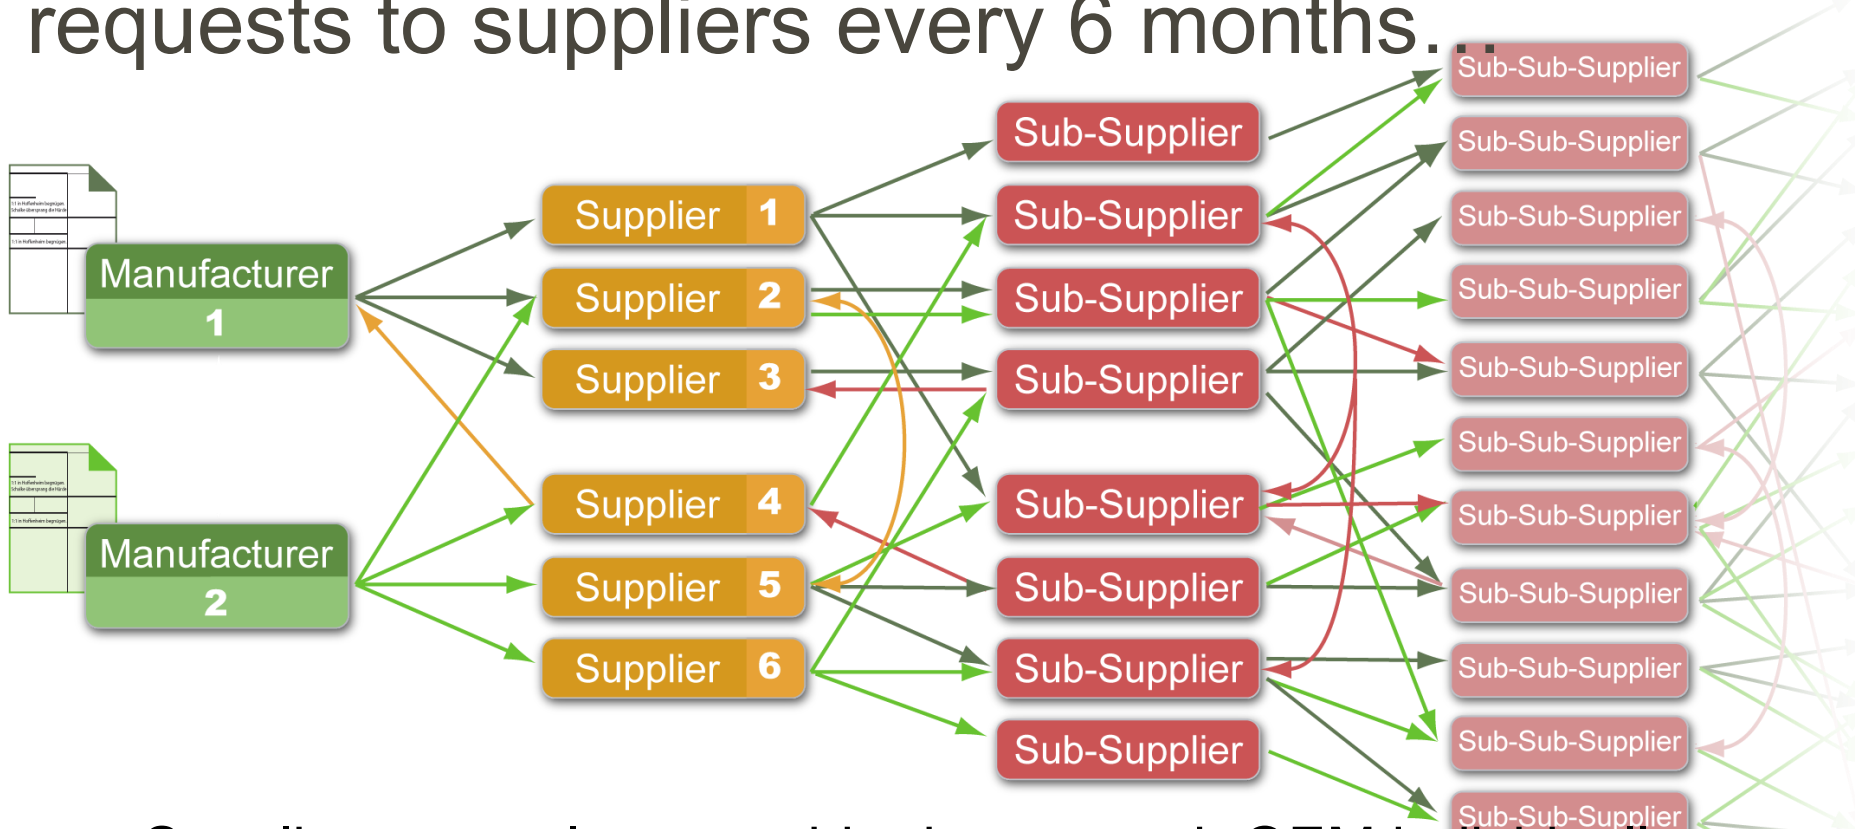 requests to suppliers every 6 months...
Sub-Sub-Supplier
Sub-Supplier
Sub-Sub-Supplier
Supplier 1
Sub-Supplier
Sub-Sub-Supplier
Manufacturer
1
Supplier 2
Sub-Supplier
Sub-Sub-Supplier
Supplier 3
Sub-Supplier
Sub-Sub-Supplier
Sub-Sub-Supplier
Supplier 4
Sub-Supplier
Sub-Sub-Supplier
Manufacturer
2
Supplier 5
Sub-Supplier
Sub-Sub-Supplier
Supplier 6
Sub-Supplier
Sub-Sub-Supplier
Sub-Supplier
Sub-Sub-Supplier
Sub-Sub-Supplier